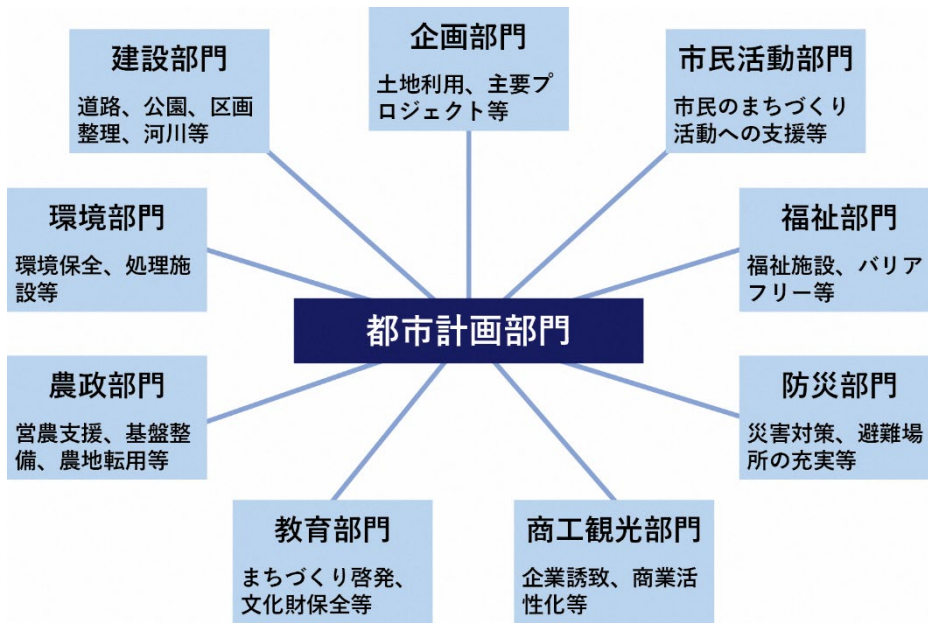 企画部門
土地利用、主要プ
ロジェクト等
建設部門
道路、公園、区画
整理、河川等
市民活動部門
市民のまちづくり
活動への支援等
環境部門
環境保全、処理施
設等
福祉部門
福祉施設、バリア
フリー等
都市計画部門
農政部門
営農支援、基盤整
備、農地転用等
防災部門
災害対策、避難場
所の充実等
教育部門
まちづくり啓発、
文化財保全等
商工観光部門
企業誘致、商業活
性化等